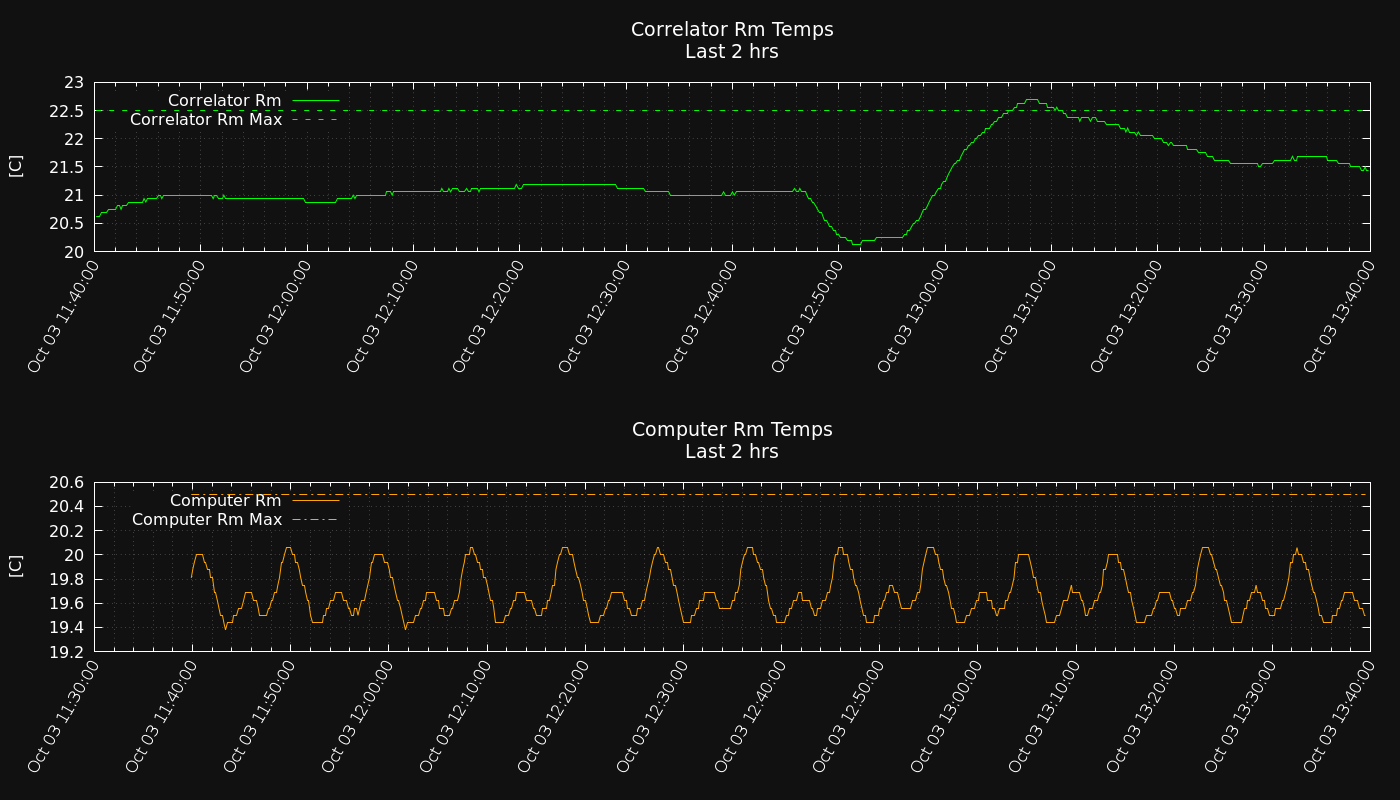 Correlator Rm Temps
Last 2 hrs
23
22.5
22
21.5
21
20.5
20
[C]
Correlator Rm
Correlator Rm Max
Oct 03 11:40:00
Oct 03 11:50:00
Oct 03 12:00:00
Oct 03 12:10:00
Oct 03 12:20:00
Oct 03 12:30:00
Oct 03 12:40:00
Oct 03 12:50:00
Oct 03 13:00:00
Oct 03 13:10:00
Oct 03 13:20:00
Oct 03 13:30:00
Oct 03 13:40:00
Computer Rm Temps
Last 2 hrs
20.6
20.4
20.2
20
19.8
19.6
19.4
19.2
[C]
Computer Rm
Computer Rm Max
Oct 03 11:30:00
Oct 03 11:40:00
Oct 03 11:50:00
Oct 03 12:00:00
Oct 03 12:10:00
Oct 03 12:20:00
Oct 03 12:30:00
Oct 03 12:40:00
Oct 03 12:50:00
Oct 03 13:00:00
Oct 03 13:10:00
Oct 03 13:20:00
Oct 03 13:30:00
Oct 03 13:40:00